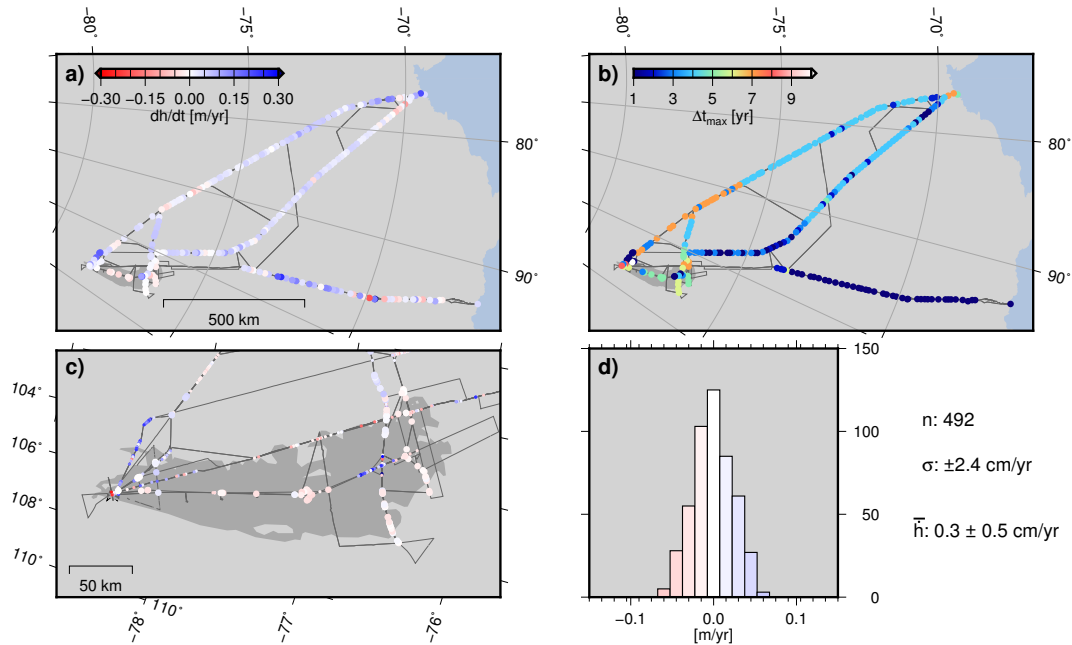 −80˚ −75˚ −70˚
a)
−0.30 −0.15 0.00 0.15 0.30
dh/dt [m/yr]
80˚
90˚
500 km
−80˚ −75˚ −70˚
b)
1 3 5 7 9
Δtmax [yr]
80˚
90˚
c)
104˚
106˚
108˚
110˚
50 km
−78˚ 110˚ −77˚ −76˚
d)
150
100
50
0
−0.1 0.0 0.1
[m/yr]
n: 492
σ: ±2.4 cm/yr
h̅̇: 0.3 ± 0.5 cm/yr